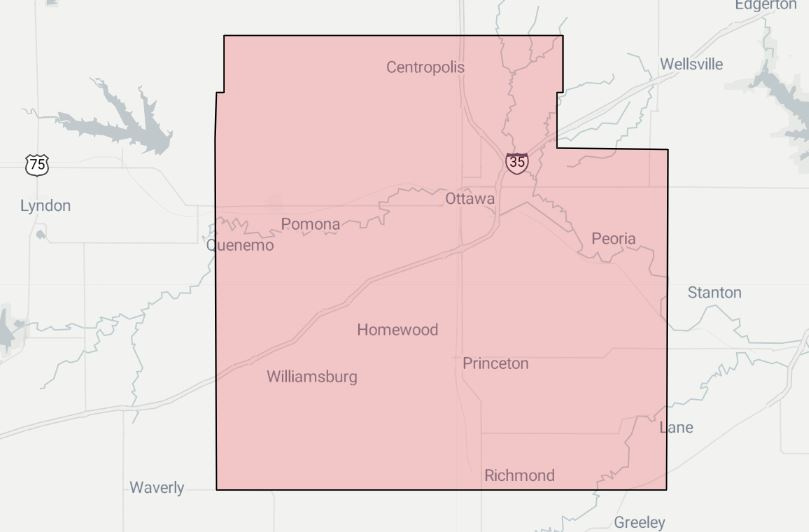 Edgerton
Centropolis
Wellsville
75
35
Lyndon
Ottawa
Pomona
Peoria
Quenemo
Stanton
Homewood
Princeton
Williamsburg
Lane
Richmond
Waverly
Greeley